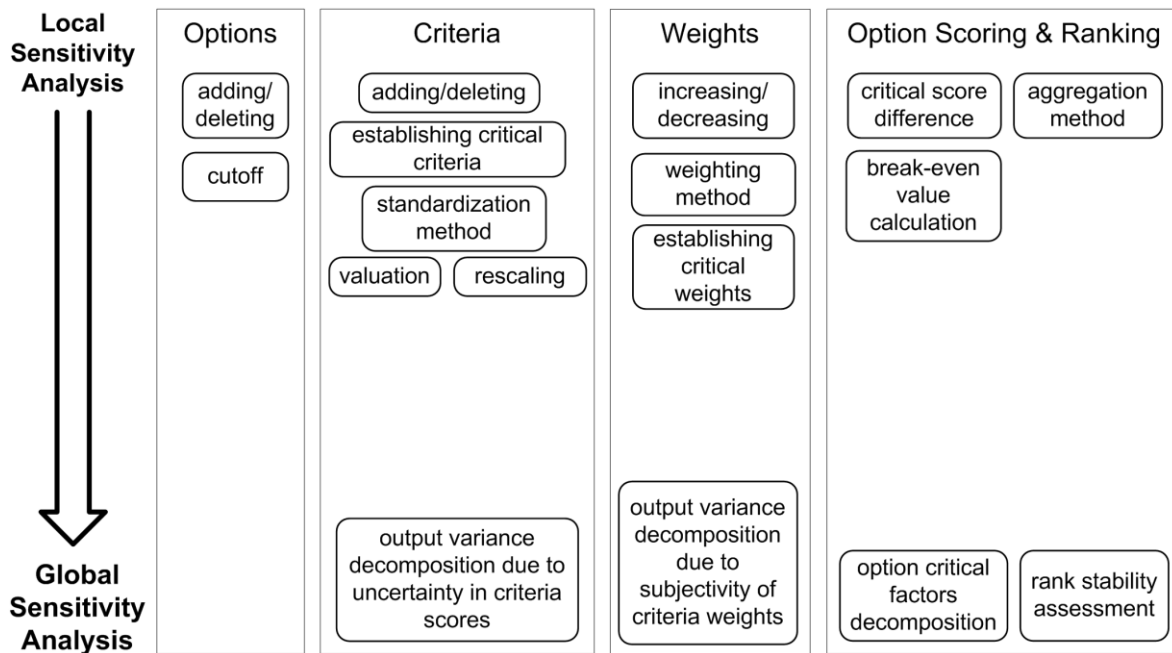 Local
Sensitivity
Analysis
Options
adding/
deleting
cutoff
Criteria
adding/deleting
establishing critical
criteria
standardization
method
valuation
rescaling
Weights
increasing/
decreasing
weighting
method
establishing
critical
weights
Option Scoring & Ranking
critical score
difference
aggregation
method
break-even
value
calculation
Global
Sensitivity
Analysis
output variance
decomposition due to
uncertainty in criteria
scores
output variance
decomposition
due to
subjectivity of
criteria weights
option critical
factors
decomposition
rank stability
assessment